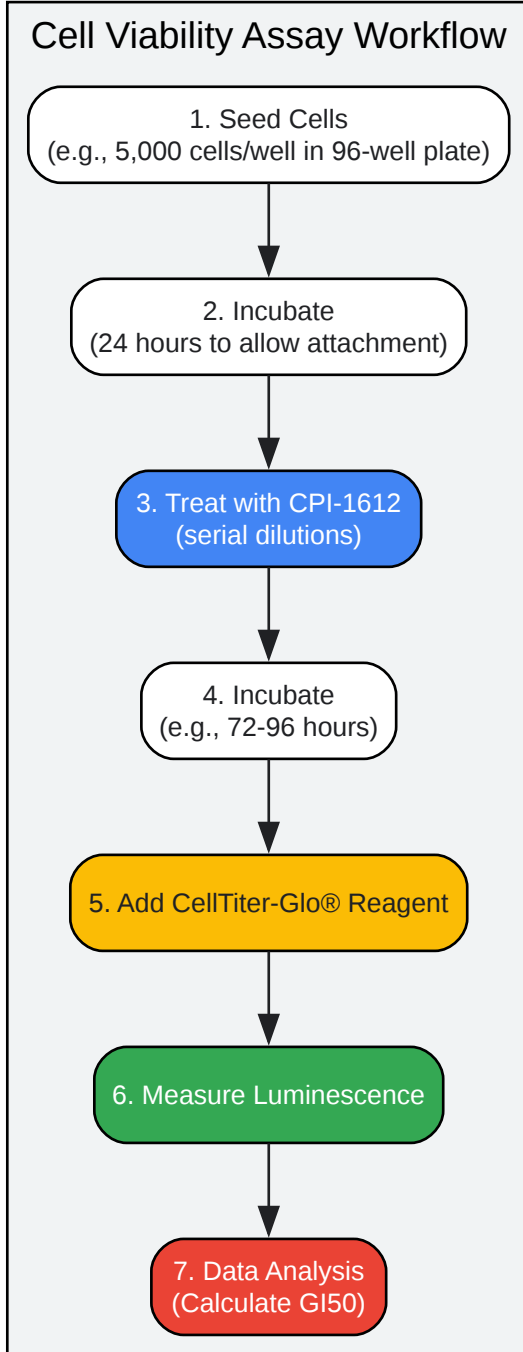 Cell Viability Assay Workflow
1. Seed Cells
(e.g., 5,000 cells/well in 96-well plate)
2. Incubate
(24 hours to allow attachment)
3. Treat with CPI-1612
(serial dilutions)
4. Incubate
(e.g., 72-96 hours)
5. Add CellTiter-Glo® Reagent
6. Measure Luminescence
7. Data Analysis
(Calculate GI50)